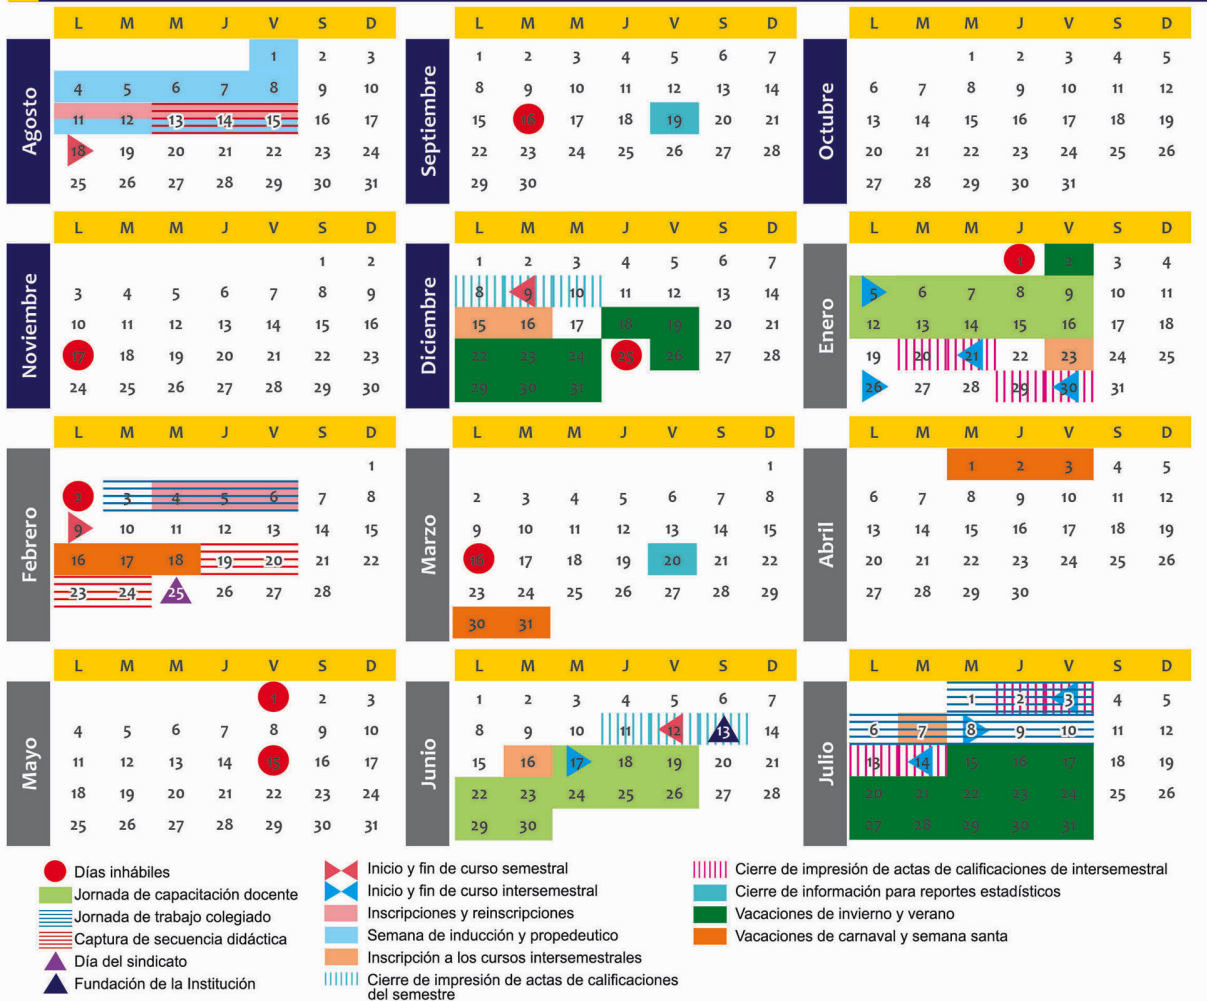 L M M J V S D
Agosto
1 2 3
4 5 6 7 8 9 10
11 12 13 14 15 16 17
18 19 20 21 22 23 24
25 26 27 28 29 30 31
L M M J V S D
Septiembre
1 2 3 4 5 6 7
8 9 10 11 12 13 14
15 16 17 18 19 20 21
22 23 24 25 26 27 28
29 30
L M M J V S D
Octubre
1 2 3 4 5
6 7 8 9 10 11 12
13 14 15 16 17 18 19
20 21 22 23 24 25 26
27 28 29 30 31
L M M J V S D
Noviembre
1 2
3 4 5 6 7 8 9
10 11 12 13 14 15 16
17 18 19 20 21 22 23
24 25 26 27 28 29 30
L M M J V S D
Diciembre
1 2 3 4 5 6 7
8 9 10 11 12 13 14
15 16 17 18 19 20 21
22 23 24 25 26 27 28
29 30 31
L M M J V S D
Enero
1 2 3 4
5 6 7 8 9 10 11
12 13 14 15 16 17 18
19 20 21 22 23 24 25
26 27 28 29 30 31
L M M J V S D
Febrero
1
2 3 4 5 6 7 8
9 10 11 12 13 14 15
16 17 18 19 20 21 22
23 24 25 26 27 28
L M M J V S D
Marzo
1
2 3 4 5 6 7 8
9 10 11 12 13 14 15
16 17 18 19 20 21 22
23 24 25 26 27 28 29
30 31
L M M J V S D
Abril
1 2 3 4 5
6 7 8 9 10 11 12
13 14 15 16 17 18 19
20 21 22 23 24 25 26
27 28 29 30
L M M J V S D
Mayo
1 2 3
4 5 6 7 8 9 10
11 12 13 14 15 16 17
18 19 20 21 22 23 24
25 26 27 28 29 30 31
L M M J V S D
Junio
1 2 3 4 5 6 7
8 9 10 11 12 13 14
15 16 17 18 19 20 21
22 23 24 25 26 27 28
29 30
L M M J V S D
Julio
1 2 3 4 5
6 7 8 9 10 11 12
13 14 15 16 17 18 19
20 21 22 23 24 25 26
27 28 29 30 31
Días inhábiles
Jornada de capacitación docente
Jornada de trabajo colegiado
Captura de secuencia didáctica
Día del sindicato
Fundación de la Institución
Inicio y fin de curso semestral
Inicio y fin de curso intersemestral
Inscripciones y reinscripciones
Semana de inducción y propedeutico
Inscripción a los cursos intersemestrales
Cierre de impresión de actas de calificaciones
del semestre
Cierre de impresión de actas de calificaciones de intersemestral
Cierre de información para reportes estadísticos
Vacaciones de invierno y verano
Vacaciones de carnaval y semana santa